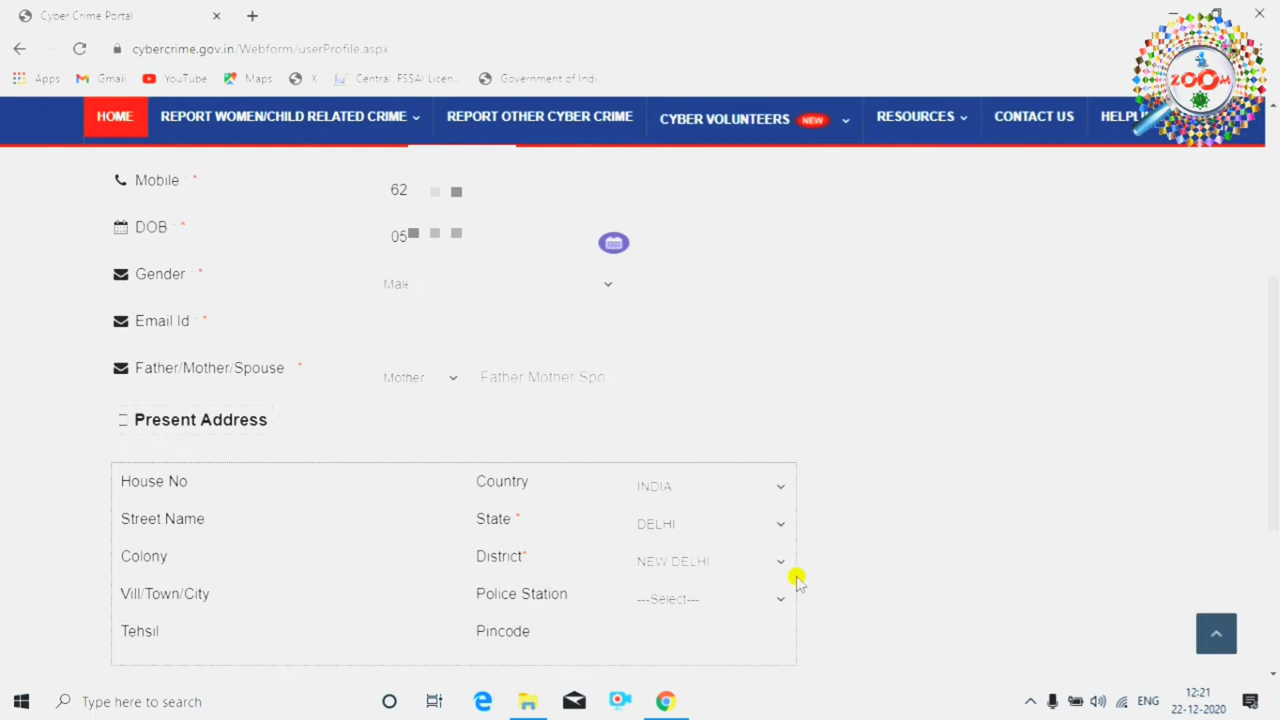 Cyber Crime Portal
cybercrime.gov.in/Webform/userProfile.aspx
Apps Gmail YouTube Maps X Central FSSAI Licen... Government of Indi...
ZOOM
HOME REPORT WOMEN/CHILD RELATED CRIME REPORT OTHER CYBER CRIME CYBER VOLUNTEERS NEW RESOURCES CONTACT US
Mobile : * 62
DOB : * 05
Gender : * Male
Email Id : *
Father/Mother/Spouse : * Mother Father Mother Spo
Present Address
House No Country INDIA
Street Name State * DELHI
Colony District* NEW DELHI
Vill/Town/City Police Station ---Select---
Tehsil Pincode
Type here to search ENG 12:21
22-12-2020